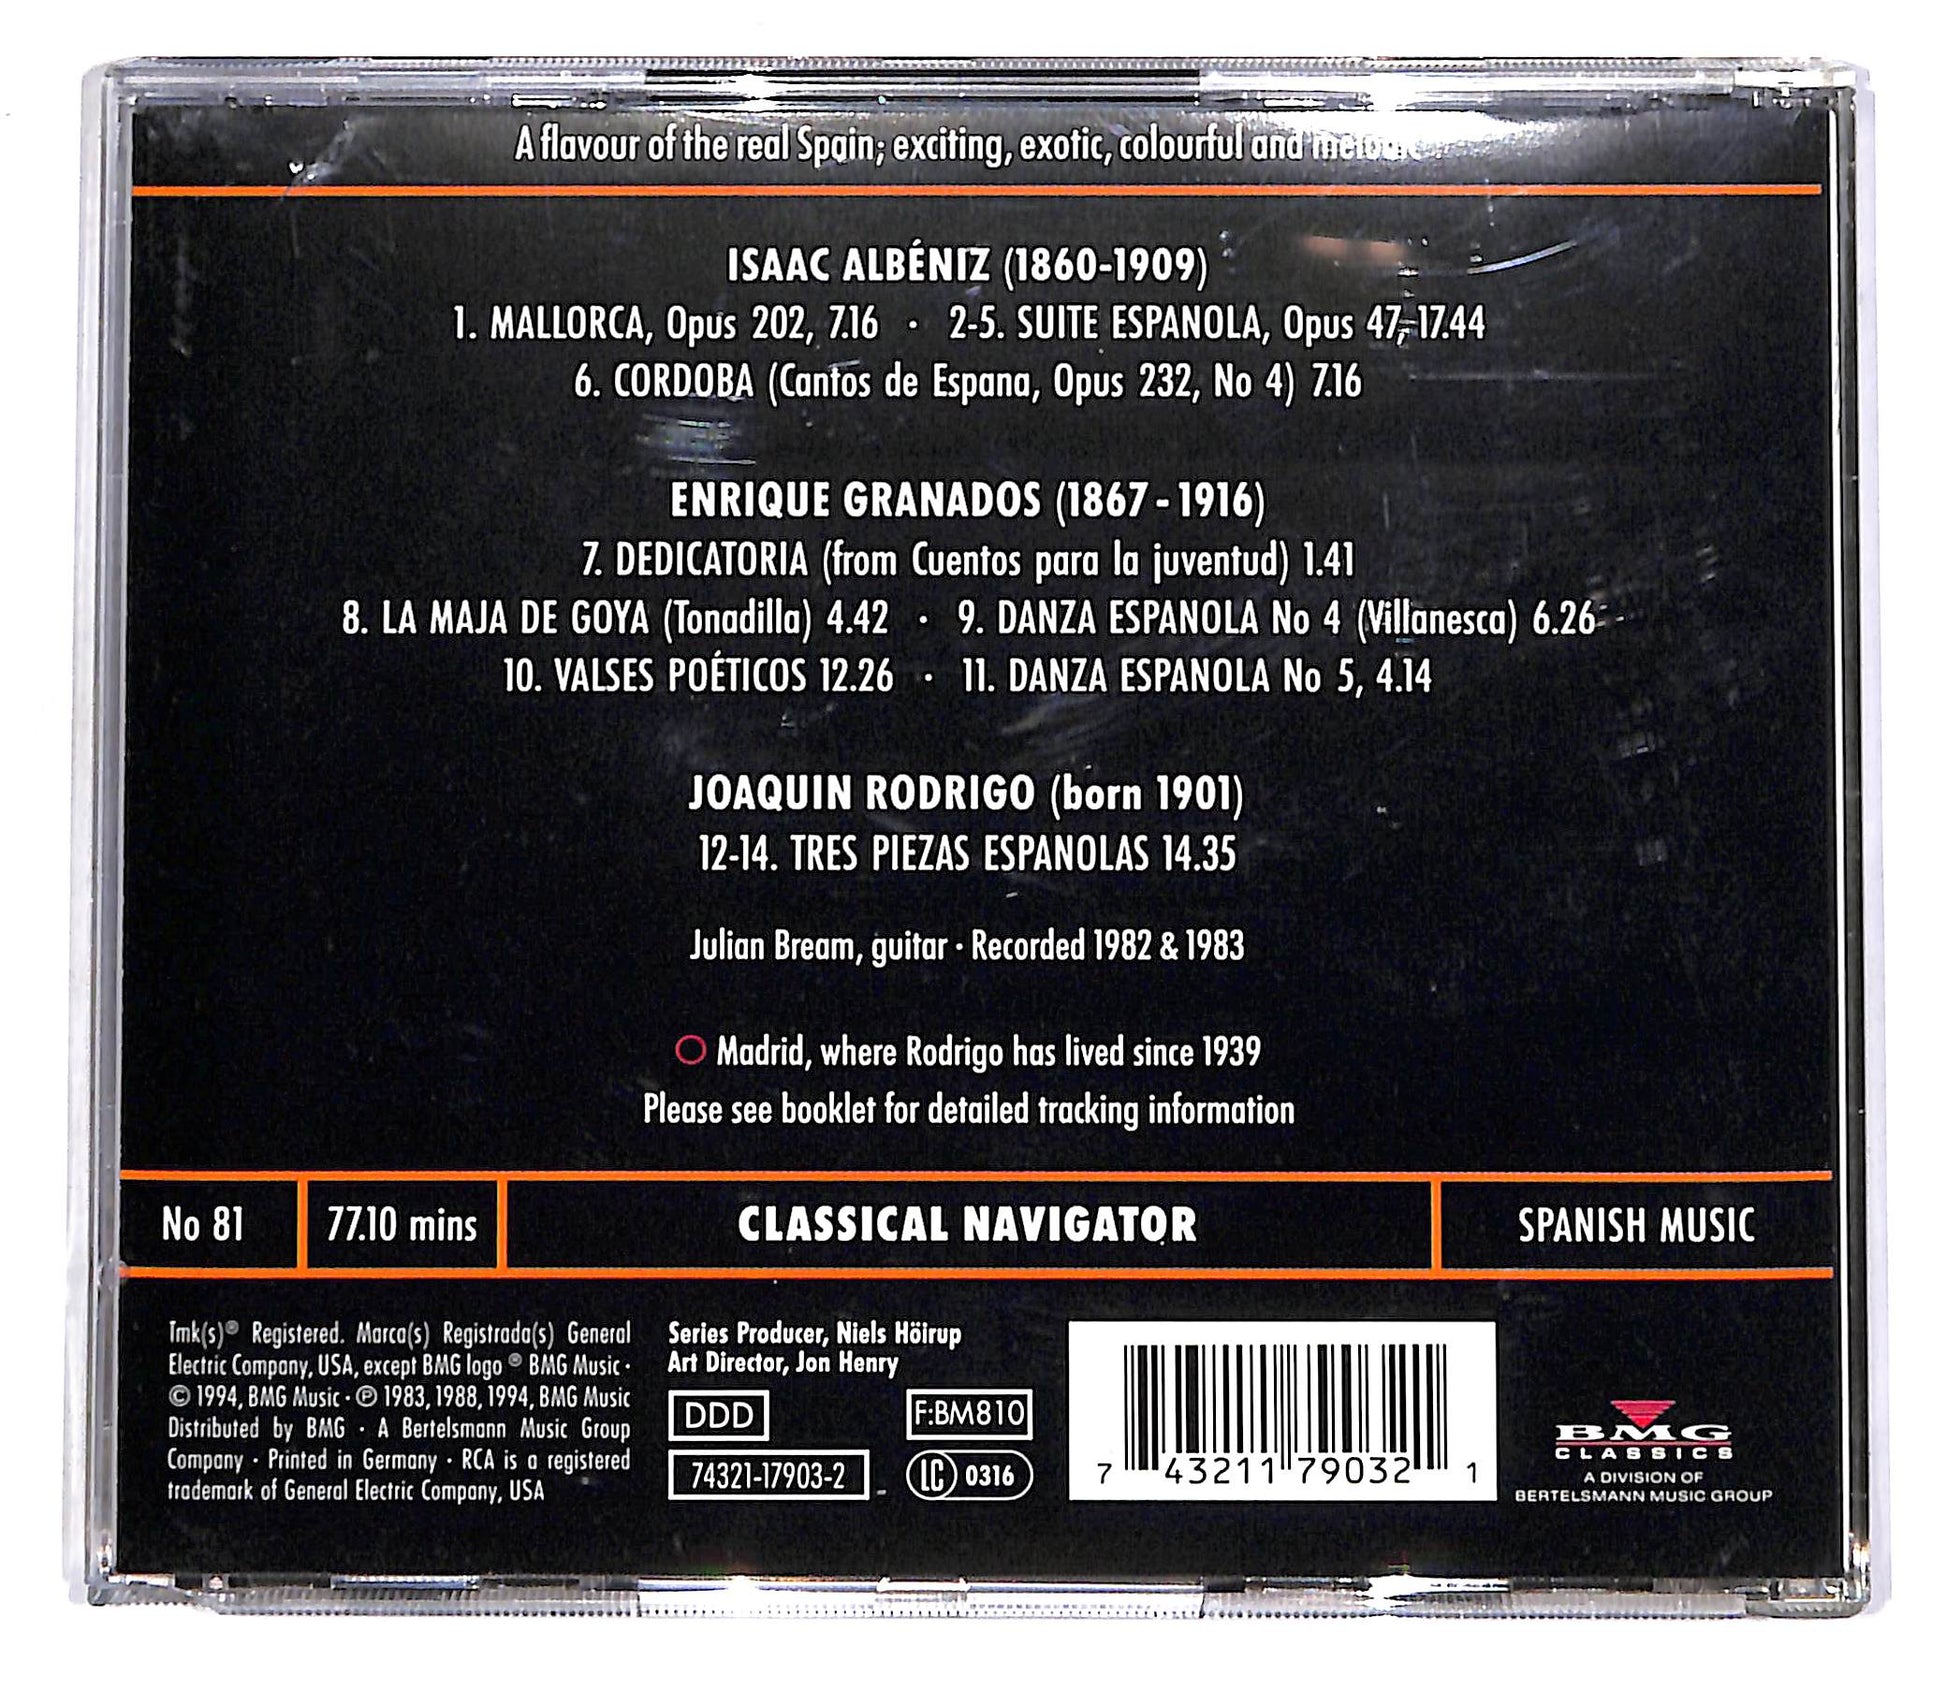 A flavour of the real Spain; exciting, exotic, colourful and
ISAAC ALBÉNIZ (1860-1909)
1. MALLORCA, Opus 202, 7.16 · 2-5. SUITE ESPANOLA, Opus 47, 17.44
6. CORDOBA (Cantos de Espana, Opus 232, No 4) 7.16
ENRIQUE GRANADOS (1867 - 1916)
7. DEDICATORIA (from Cuentos para la juventud) 1.41
8. LA MAJA DE GOYA (Tonadilla) 4.42 · 9. DANZA ESPANOLA No 4 (Villanesca) 6.26
10. VALSES POÉTICOS 12.26 · 11. DANZA ESPANOLA No 5, 4.14
JOAQUIN RODRIGO (born 1901)
12-14. TRES PIEZAS ESPANOLAS 14.35
Julian Bream, guitar · Recorded 1982 & 1983
Madrid, where Rodrigo has lived since 1939
Please see booklet for detailed tracking information
No 81 77.10 mins CLASSICAL NAVIGATOR SPANISH MUSIC
Tmk(s)® Registered. Marca(s) Registrada(s) General
Electric Company, USA, except BMG logo ® BMG Music ·
© 1994, BMG Music · ℗ 1983, 1988, 1994, BMG Music
Distributed by BMG · A Bertelsmann Music Group
Company · Printed in Germany · RCA is a registered
trademark of General Electric Company, USA
Series Producer, Niels Höirup
Art Director, Jon Henry
DDD F:BM810
74321-17903-2 LC 0316
7 43211 79032 1
BMG
CLASSICS
A DIVISION OF
BERTELSMANN MUSIC GROUP